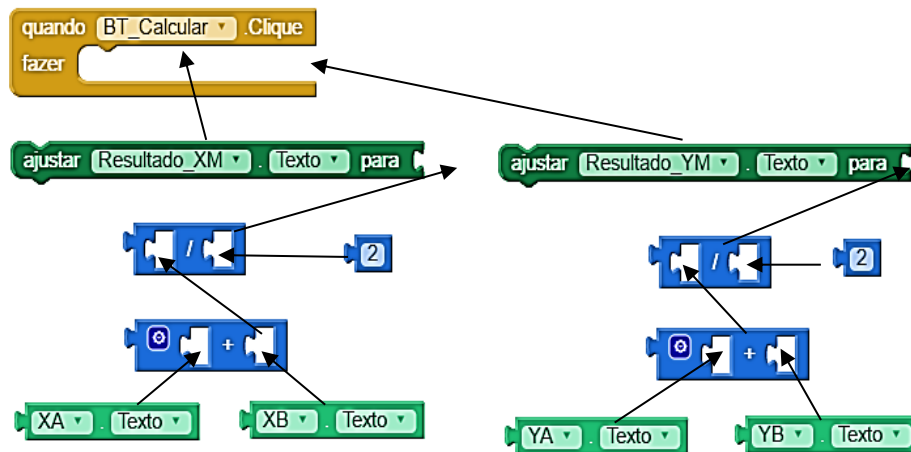 quando BT_Calcular .Clique
fazer
ajustar Resultado_XM . Texto para
ajustar Resultado_YM . Texto para
/ 2
/ 2
+
+
XA . Texto
XB . Texto
YA . Texto
YB . Texto